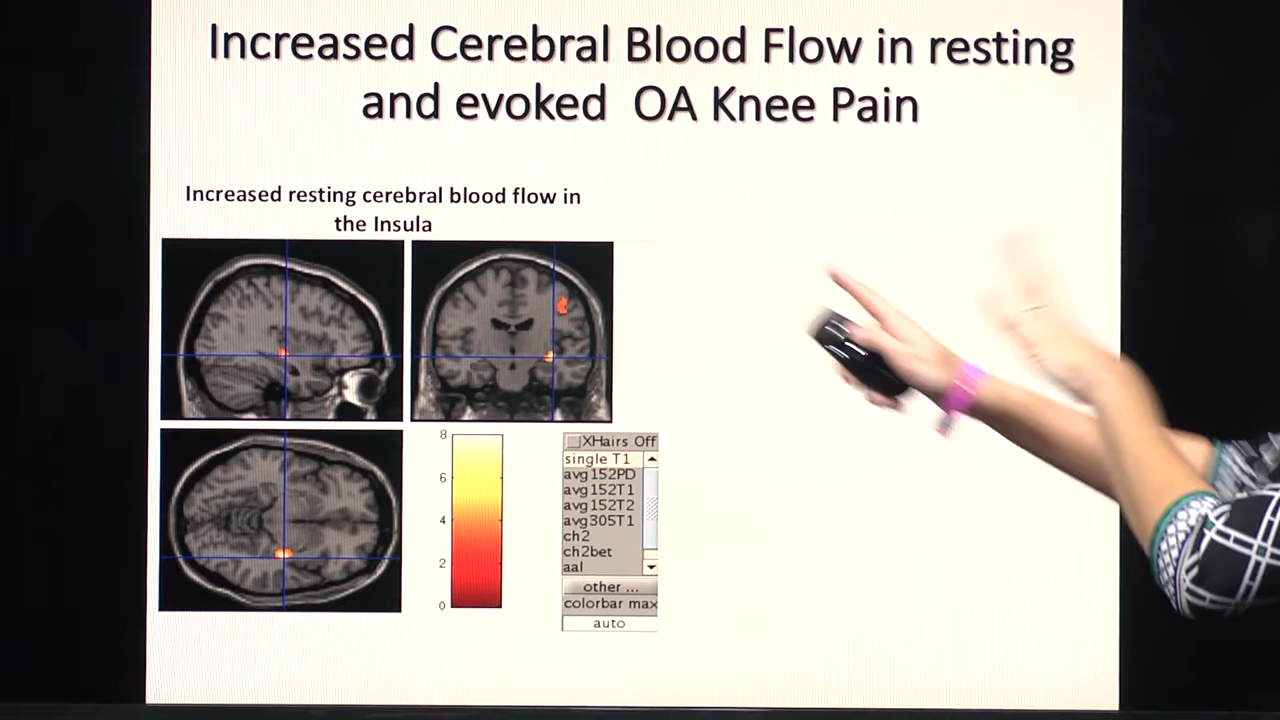 Increased Cerebral Blood Flow in resting
and evoked OA Knee Pain
Increased resting cerebral blood flow in
the Insula
8
6
4
2
0
XHairs Off
single T1
avg152PD
avg152T1
avg152T2
avg305T1
ch2
ch2bet
aal
other ...
colorbar max
auto